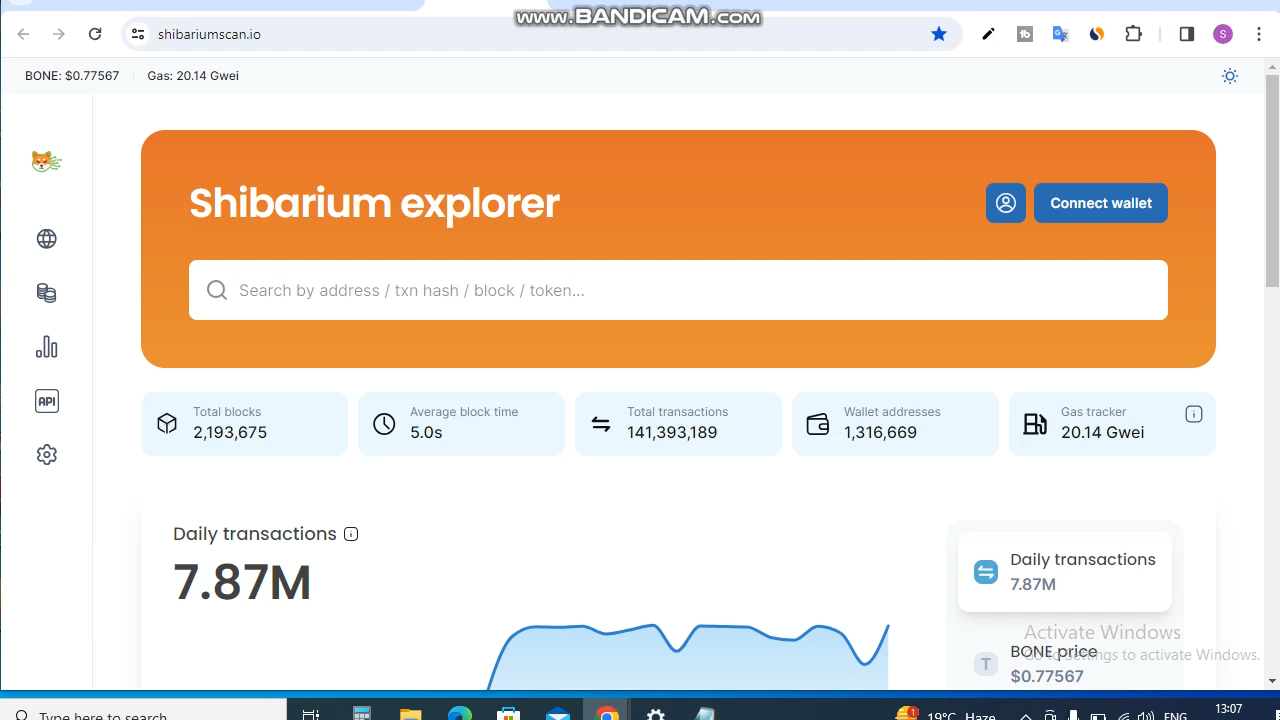 www.BANDICAM.com
shibariumscan.io
S
BONE: $0.77567
Gas: 20.14 Gwei
Shibarium explorer
Connect wallet
Search by address / txn hash / block / token...
API
Total blocks
2,193,675
Average block time
5.0s
Total transactions
141,393,189
Wallet addresses
1,316,669
Gas tracker
20.14 Gwei
Daily transactions
7.87M
Daily transactions
7.87M
T
BONE price
$0.77567
Activate Windows
Go to Settings to activate Windows.
Type here to search
1
19°C Haze
ENG
13:07